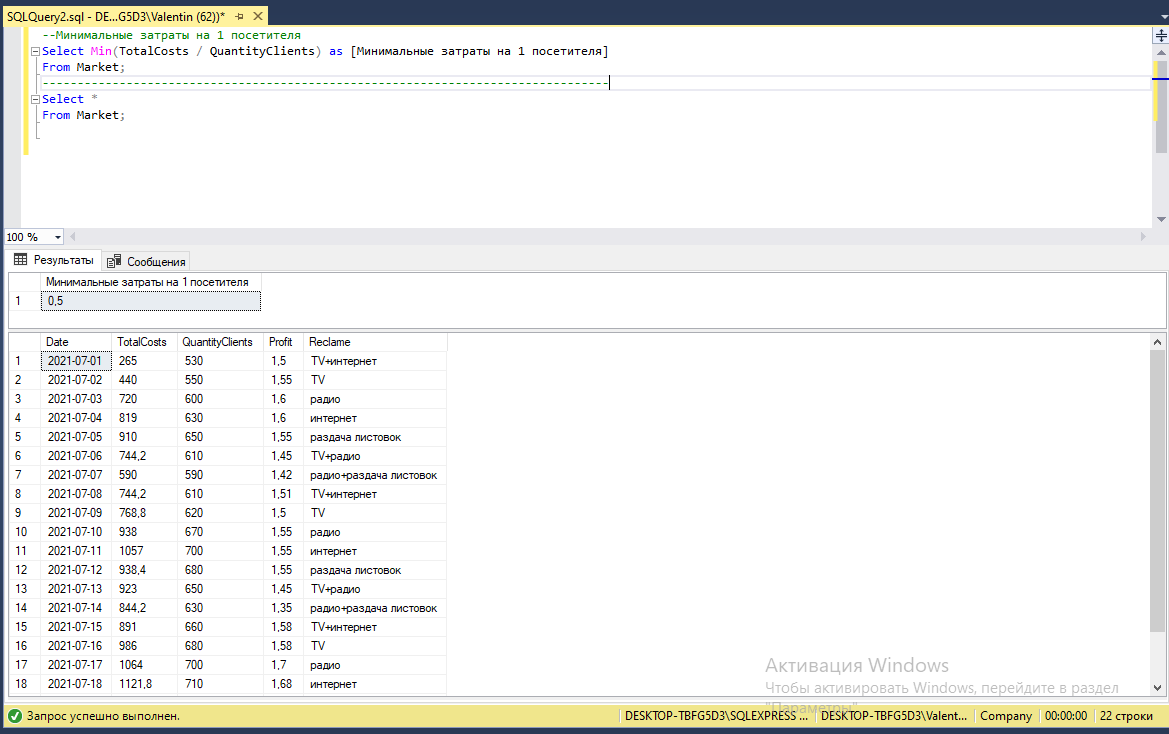 SQLQuery2.sql - DE...G5D3\Valentin (62))*
--Минимальные затраты на 1 посетителя
Select Min(TotalCosts / QuantityClients) as [Минимальные затраты на 1 посетителя]
From Market;
--------------------------------------------------------------------------------
Select *
From Market;
100 %
Результаты Сообщения
Минимальные затраты на 1 посетителя
1 0,5
Date TotalCosts QuantityClients Profit Reclame
1 2021-07-01 265 530 1,5 TV+интернет
2 2021-07-02 440 550 1,55 TV
3 2021-07-03 720 600 1,6 радио
4 2021-07-04 819 630 1,6 интернет
5 2021-07-05 910 650 1,55 раздача листовок
6 2021-07-06 744,2 610 1,45 TV+радио
7 2021-07-07 590 590 1,42 радио+раздача листовок
8 2021-07-08 744,2 610 1,51 TV+интернет
9 2021-07-09 768,8 620 1,5 TV
10 2021-07-10 938 670 1,55 радио
11 2021-07-11 1057 700 1,55 интернет
12 2021-07-12 938,4 680 1,55 раздача листовок
13 2021-07-13 923 650 1,45 TV+радио
14 2021-07-14 844,2 630 1,35 радио+раздача листовок
15 2021-07-15 891 660 1,58 TV+интернет
16 2021-07-16 986 680 1,58 TV
17 2021-07-17 1064 700 1,7 радио
18 2021-07-18 1121,8 710 1,68 интернет
Активация Windows
Чтобы активировать Windows, перейдите в раздел
"Параметры".
Запрос успешно выполнен. DESKTOP-TBFG5D3\SQLEXPRESS ... DESKTOP-TBFG5D3\Valent... Company 00:00:00 22 строки